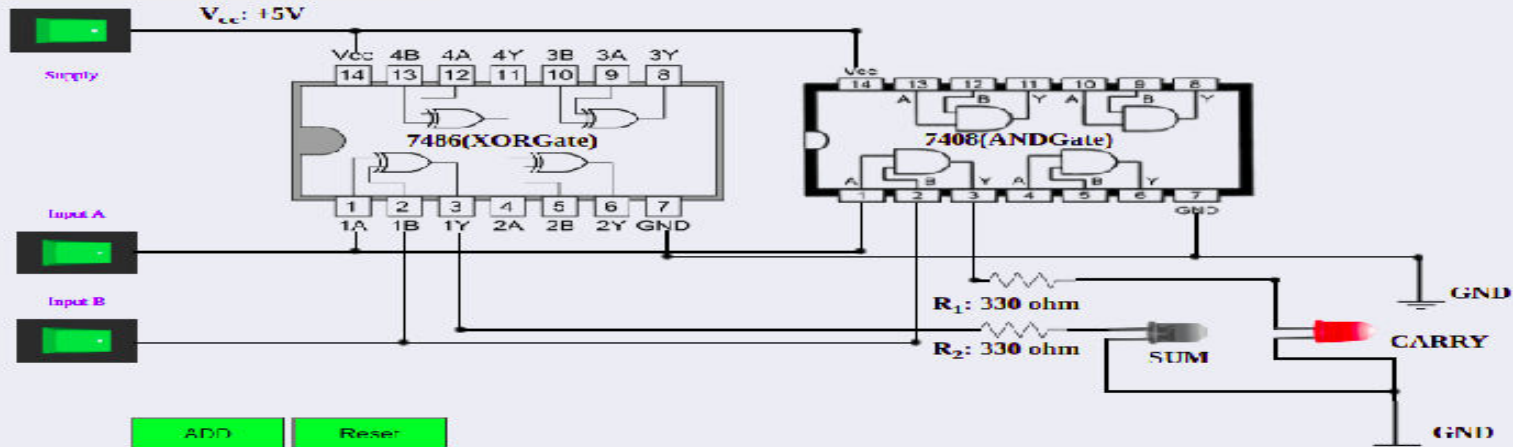 V_cc: +5V
Supply
Vcc 4B 4A 4Y 3B 3A 3Y
14 13 12 11 10 9 8
7486(XORGate)
1 2 3 4 5 6 7
1A 1B 1Y 2A 2B 2Y GND
Vcc
14 13 12 11 10 9 8
A B Y A B Y
7408(ANDGate)
A B Y A B Y
1 2 3 4 5 6 7
GND
Input A
Input B
R₁: 330 ohm
GND
R₂: 330 ohm
SUM
CARRY
GND
ADD
Reset